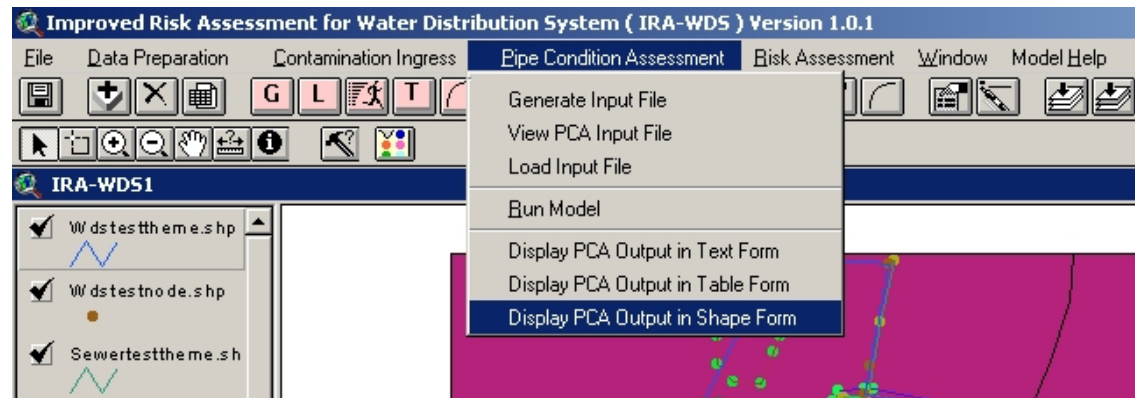 Improved Risk Assessment for Water Distribution System ( IRA-WDS ) Version 1.0.1
File Data Preparation Contamination Ingress Pipe Condition Assessment Risk Assessment Window Model Help
G L T
Generate Input File
View PCA Input File
Load Input File
Run Model
Display PCA Output in Text Form
Display PCA Output in Table Form
Display PCA Output in Shape Form
IRA-WDS1
Wdstesttheme.shp
Wdstestnode.shp
Sewertesttheme.sh